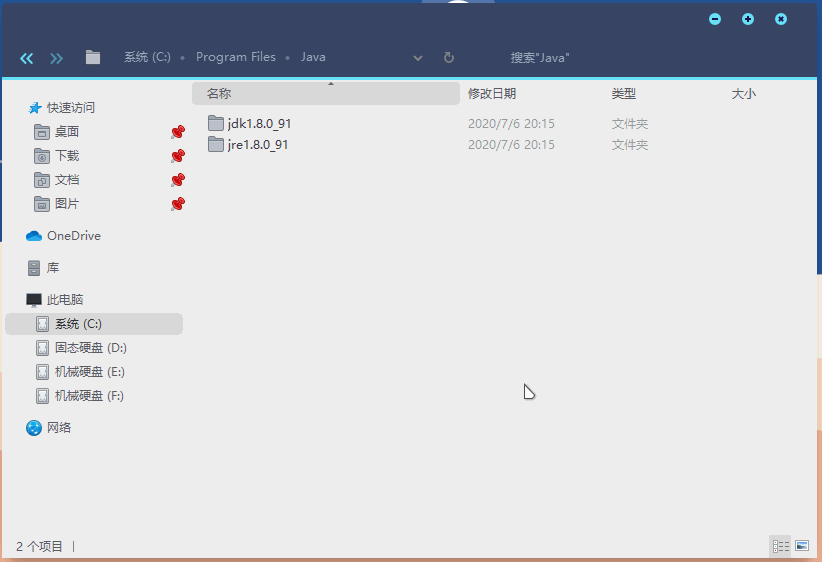 系统 (C:) • Program Files • Java
搜索"Java"
名称 修改日期 类型 大小
快速访问
桌面
下载
文档
图片
OneDrive
库
此电脑
系统 (C:)
固态硬盘 (D:)
机械硬盘 (E:)
机械硬盘 (F:)
网络
jdk1.8.0_91 2020/7/6 20:15 文件夹
jre1.8.0_91 2020/7/6 20:15 文件夹
2 个项目